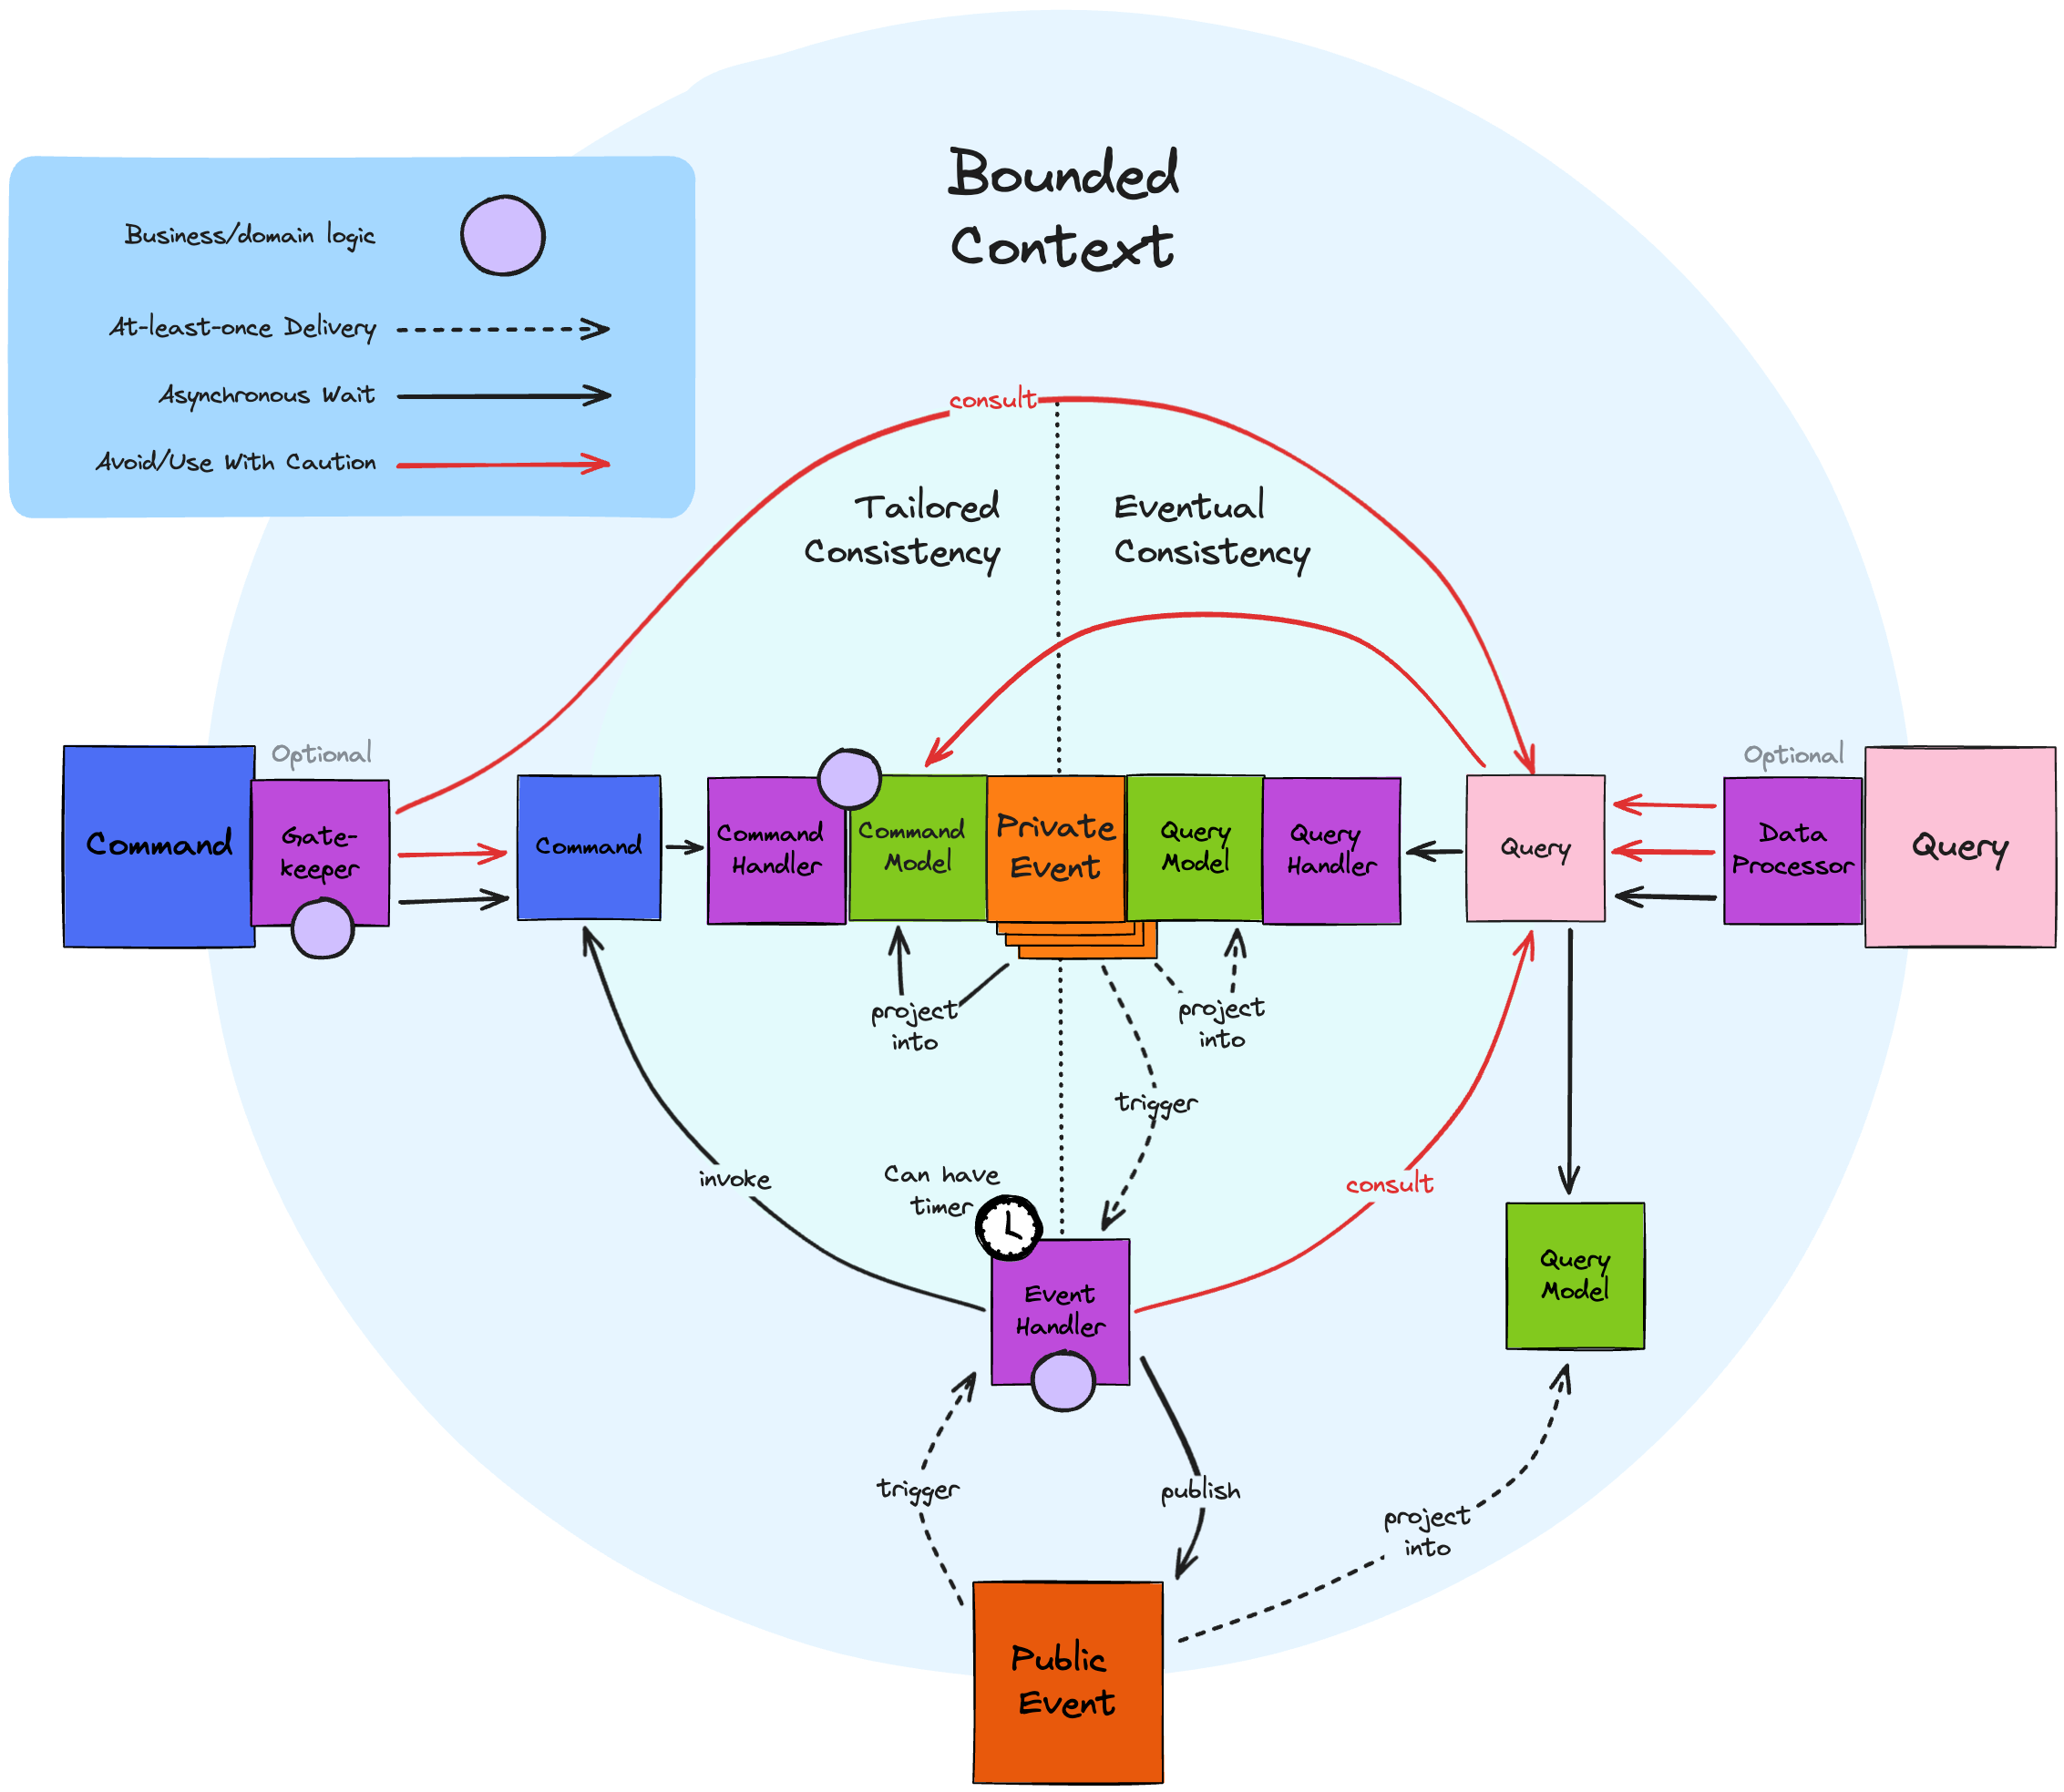 Bounded
Context
Business/domain logic
At-least-once Delivery
Asynchronous Wait
Avoid/Use With Caution
consult
Tailored
Consistency
Eventual
Consistency
Optional
Optional
Command
Gate-
keeper
Command
Command
Handler
Command
Model
Private
Event
Query
Model
Query
Handler
Query
Data
Processor
Query
project
into
project
into
trigger
invoke
Can have
timer
consult
Event
Handler
Query
Model
trigger
publish
project
into
Public
Event